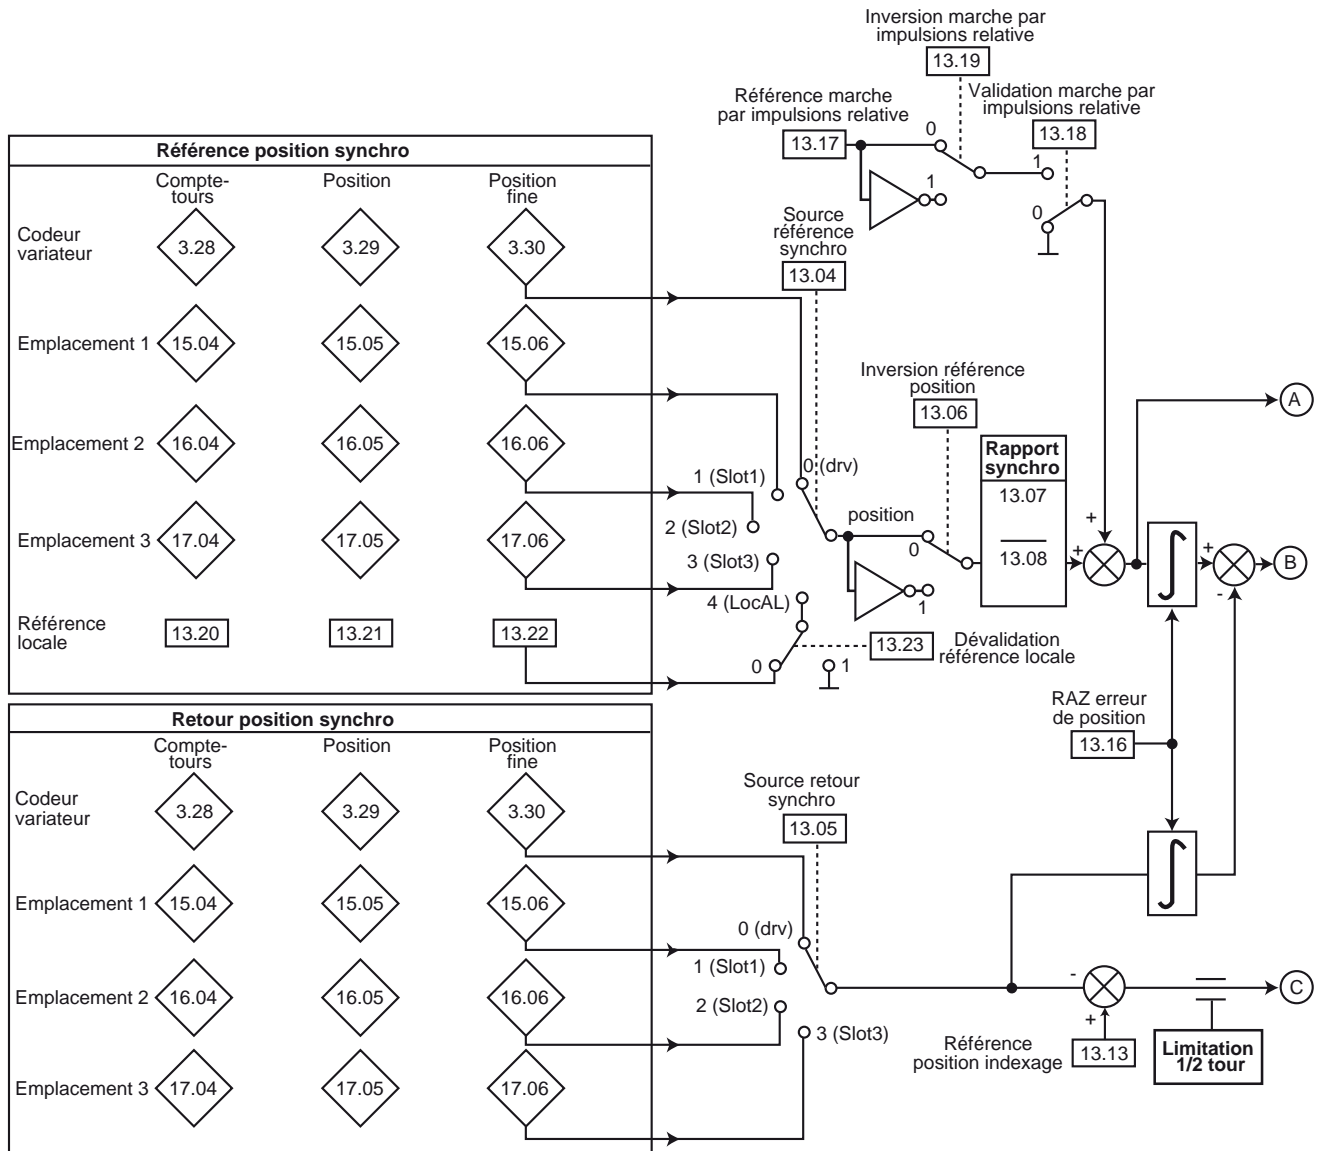 Inversion marche par
impulsions relative
13.19
Référence marche
par impulsions relative
13.17
Validation marche par
impulsions relative
13.18
0
1
1
0
Référence position synchro
Compte-
tours
Position
Position
fine
Codeur
variateur
3.28
3.29
3.30
Emplacement 1
15.04
15.05
15.06
Emplacement 2
16.04
16.05
16.06
Emplacement 3
17.04
17.05
17.06
Référence
locale
13.20
13.21
13.22
Source
référence
synchro
13.04
0 (drv)
1 (Slot1)
2 (Slot2)
3 (Slot3)
4 (LocAL)
0
1
13.23
Dévalidation
référence locale
position
0
1
Inversion référence
position
13.06
Rapport
synchro
13.07
13.08
+
+
A
+
-
B
RAZ erreur
de position
13.16
Retour position synchro
Compte-
tours
Position
Position
fine
Codeur
variateur
3.28
3.29
3.30
Emplacement 1
15.04
15.05
15.06
Emplacement 2
16.04
16.05
16.06
Emplacement 3
17.04
17.05
17.06
Source retour
synchro
13.05
0 (drv)
1 (Slot1)
2 (Slot2)
3 (Slot3)
-
+
C
Référence
position indexage
13.13
Limitation
1/2 tour